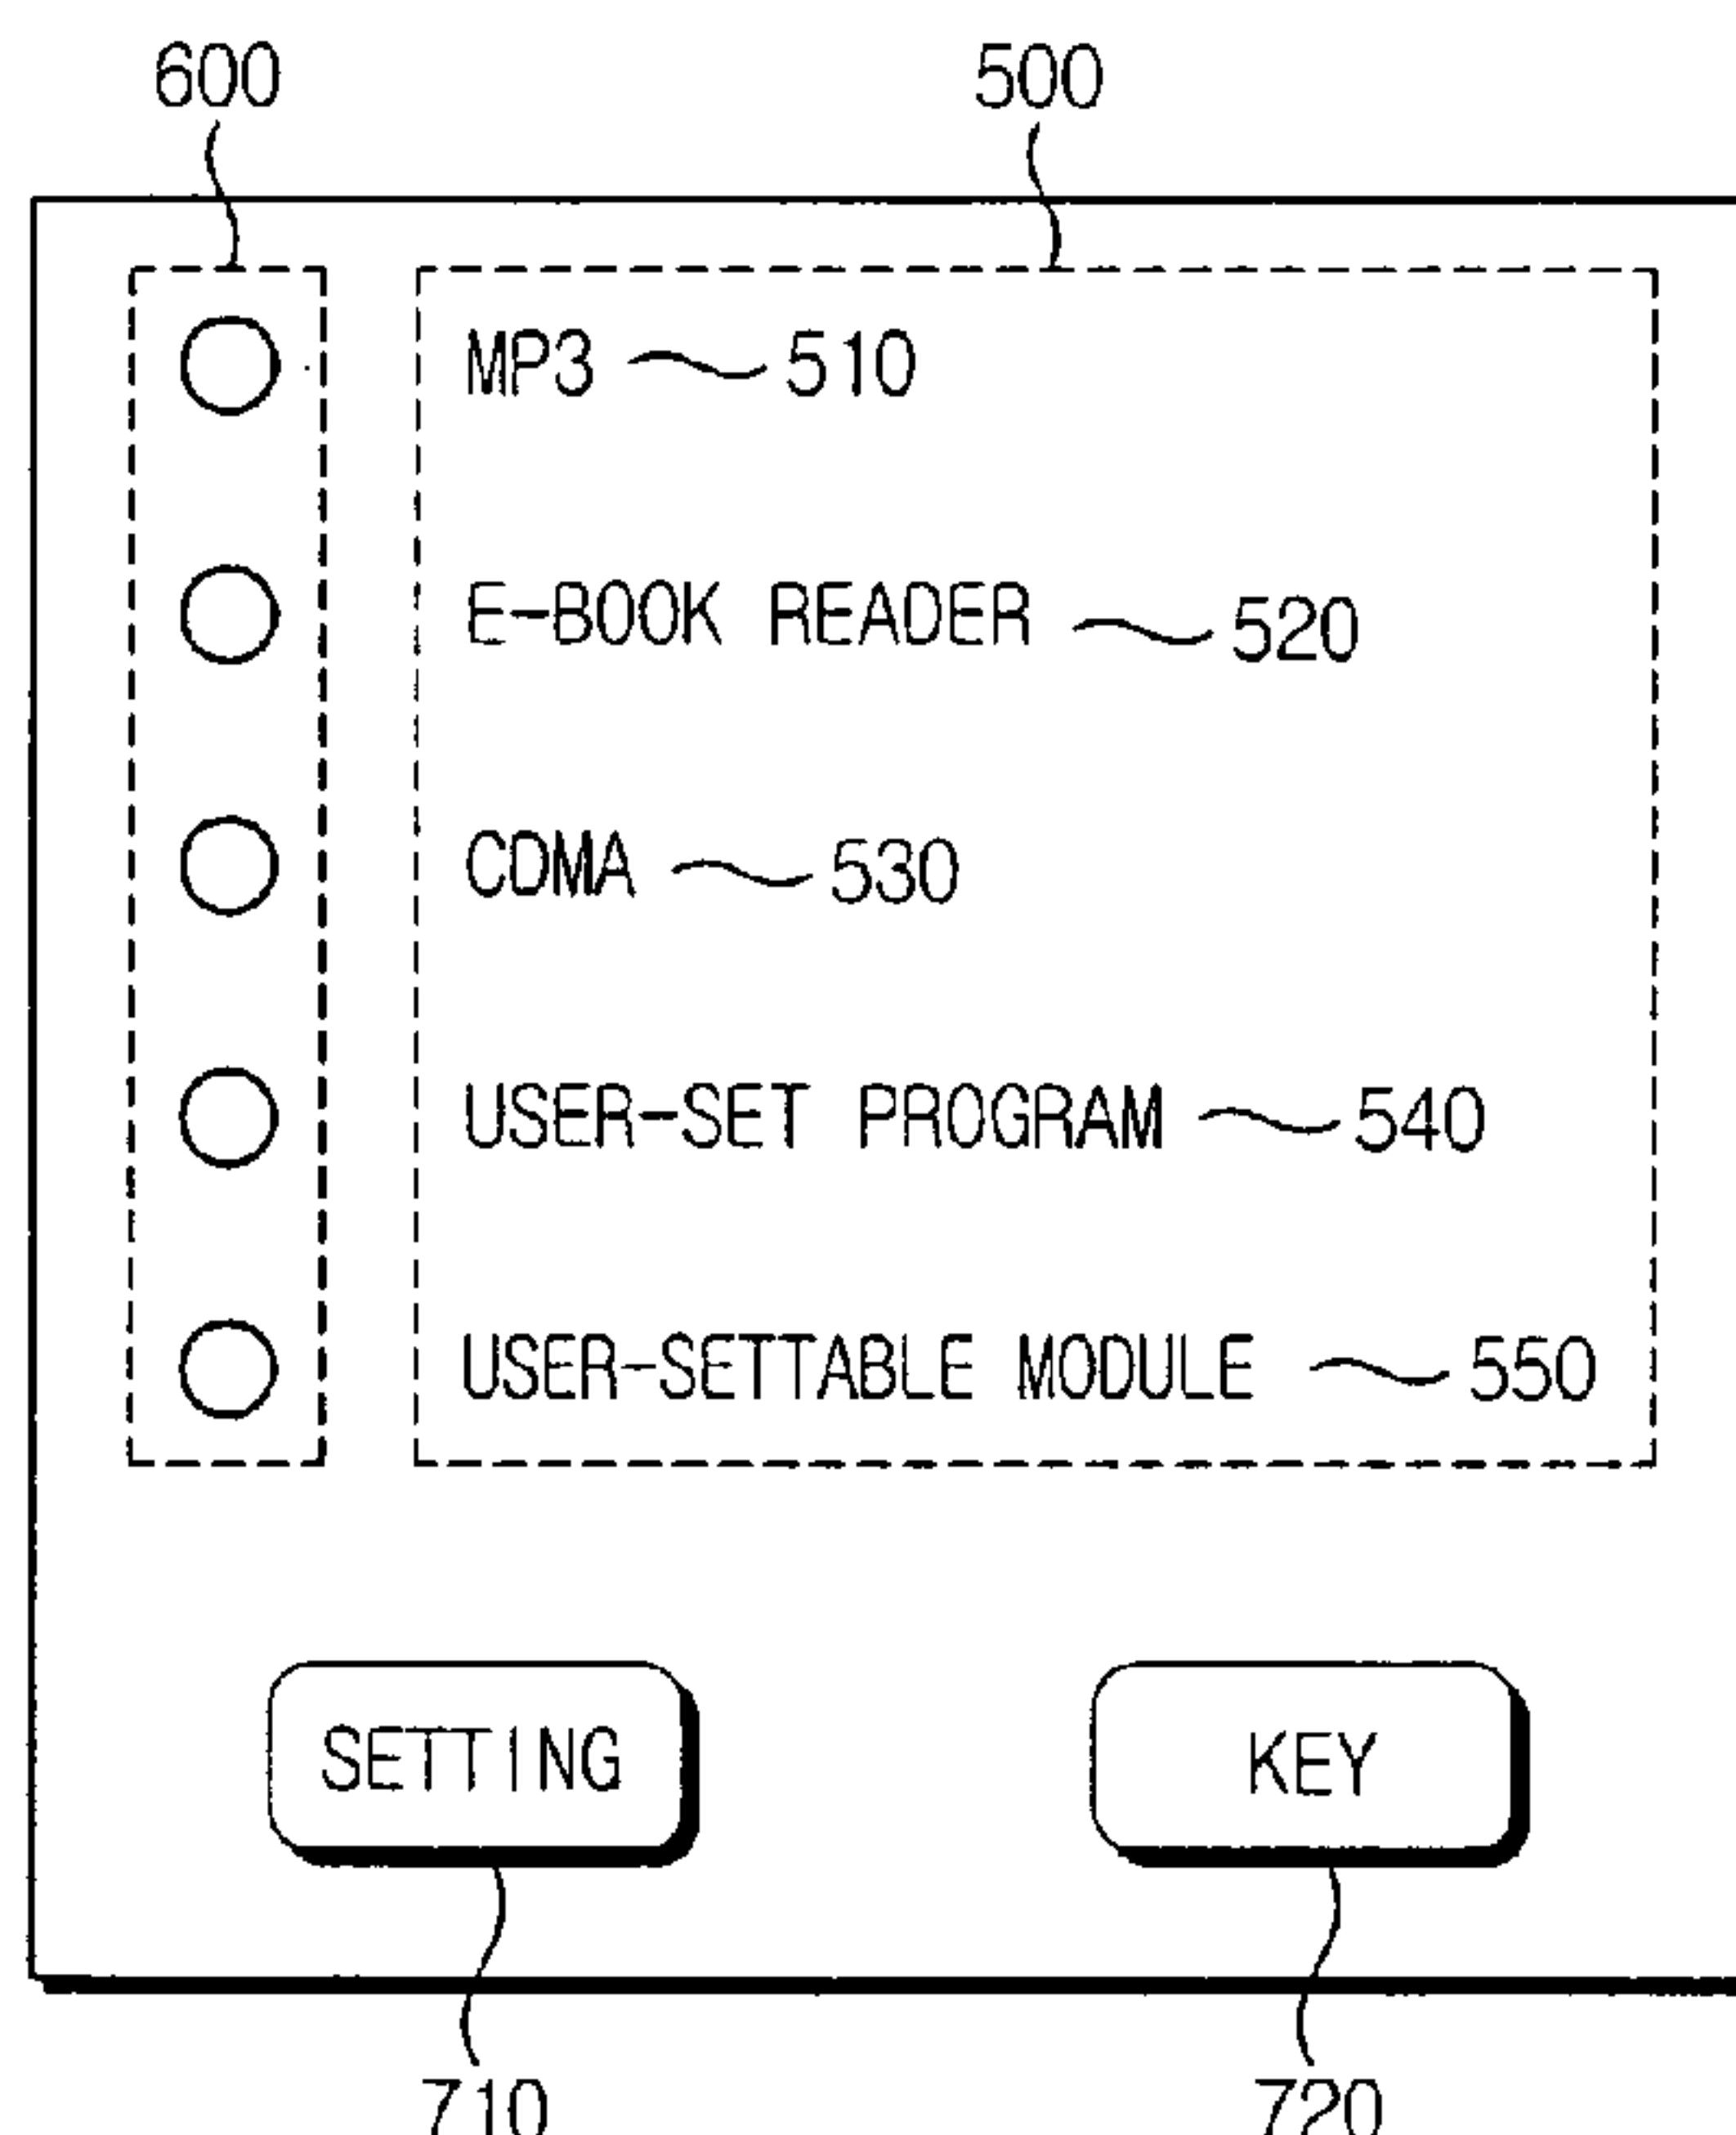 600 500
MP3 510
E-BOOK READER 520
CDMA 530
USER-SET PROGRAM 540
USER-SETTABLE MODULE 550
SETTING KEY
710 720